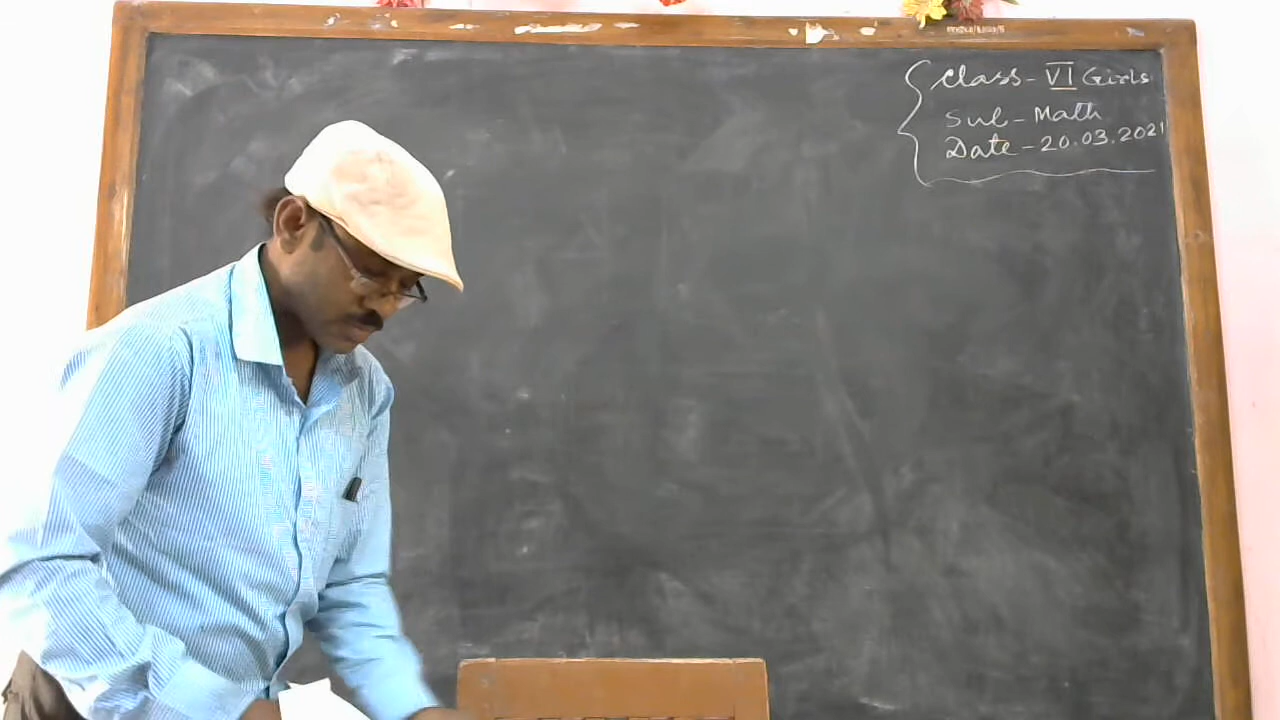 Class - VI Girls
Sub - Math
Date - 20.03.2021